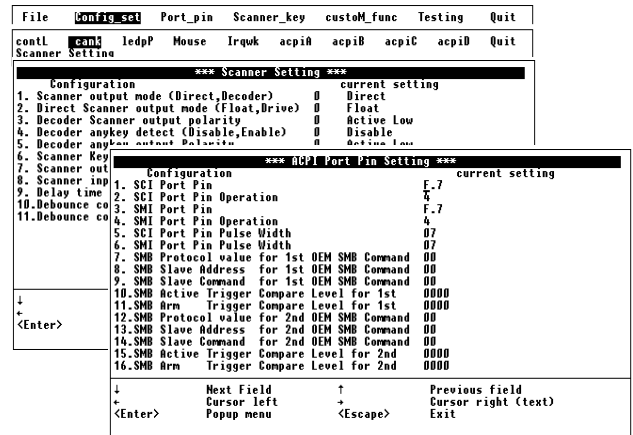 File Config_set Port_pin Scanner_key custoM_func Testing Quit
contL cank ledpP Mouse Irqwk acpiA acpiB acpiC acpiD Quit
Scanner Setting
*** Scanner Setting ***
Configuration current setting
1. Scanner output mode (Direct,Decoder) 0 Direct
2. Direct Scanner output mode (Float,Drive) 0 Float
3. Decoder Scanner output polarity 0 Active Low
4. Decoder anykey detect (Disable,Enable) 0 Disable
5. Decoder anykey output Polarity 0 Active Low
6. Scanner Key
7. Scanner out
8. Scanner inp
9. Delay time
10.Debounce co
11.Debounce co
↓
←
<Enter>
*** ACPI Port Pin Setting ***
Configuration current setting
1. SCI Port Pin F.7
2. SCI Port Pin Operation 4
3. SMI Port Pin F.7
4. SMI Port Pin Operation 4
5. SCI Port Pin Pulse Width 07
6. SMI Port Pin Pulse Width 07
7. SMB Protocol value for 1st OEM SMB Command 00
8. SMB Slave Address for 1st OEM SMB Command 00
9. SMB Slave Command for 1st OEM SMB Command 00
10.SMB Active Trigger Compare Level for 1st 0000
11.SMB Arm Trigger Compare Level for 1st 0000
12.SMB Protocol value for 2nd OEM SMB Command 00
13.SMB Slave Address for 2nd OEM SMB Command 00
14.SMB Slave Command for 2nd OEM SMB Command 00
15.SMB Active Trigger Compare Level for 2nd 0000
16.SMB Arm Trigger Compare Level for 2nd 0000
↓ Next Field ↑ Previous field
← Cursor left → Cursor right (text)
<Enter> Popup menu <Escape> Exit